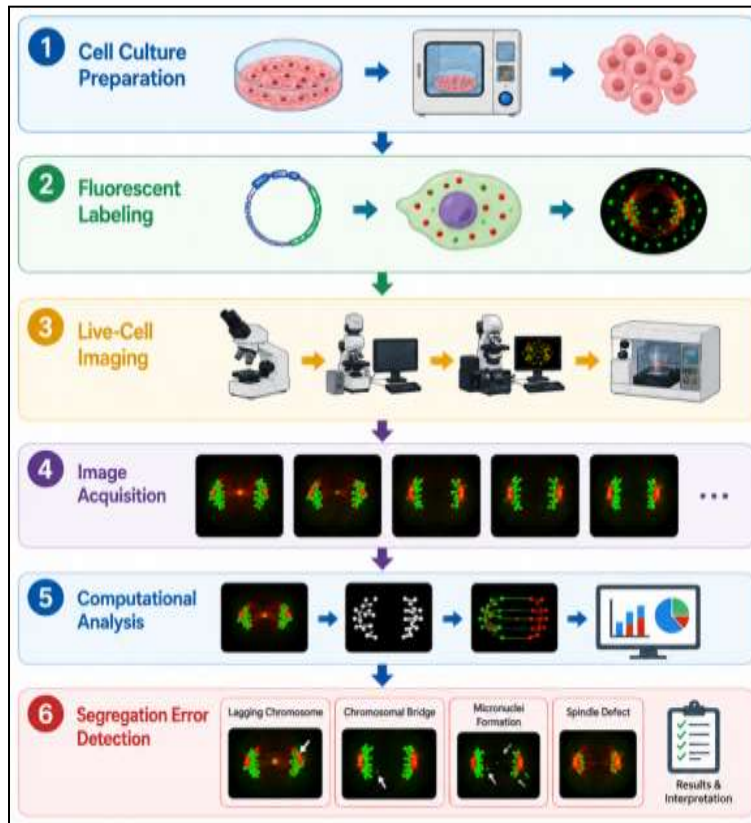 1
Cell Culture
Preparation
2
Fluorescent
Labeling
3
Live-Cell
Imaging
4
Image
Acquisition
5
Computational
Analysis
6
Segregation Error
Detection
Lagging Chromosome
Chromosomal Bridge
Micronuclei
Formation
Spindle Defect
Results &
Interpretation